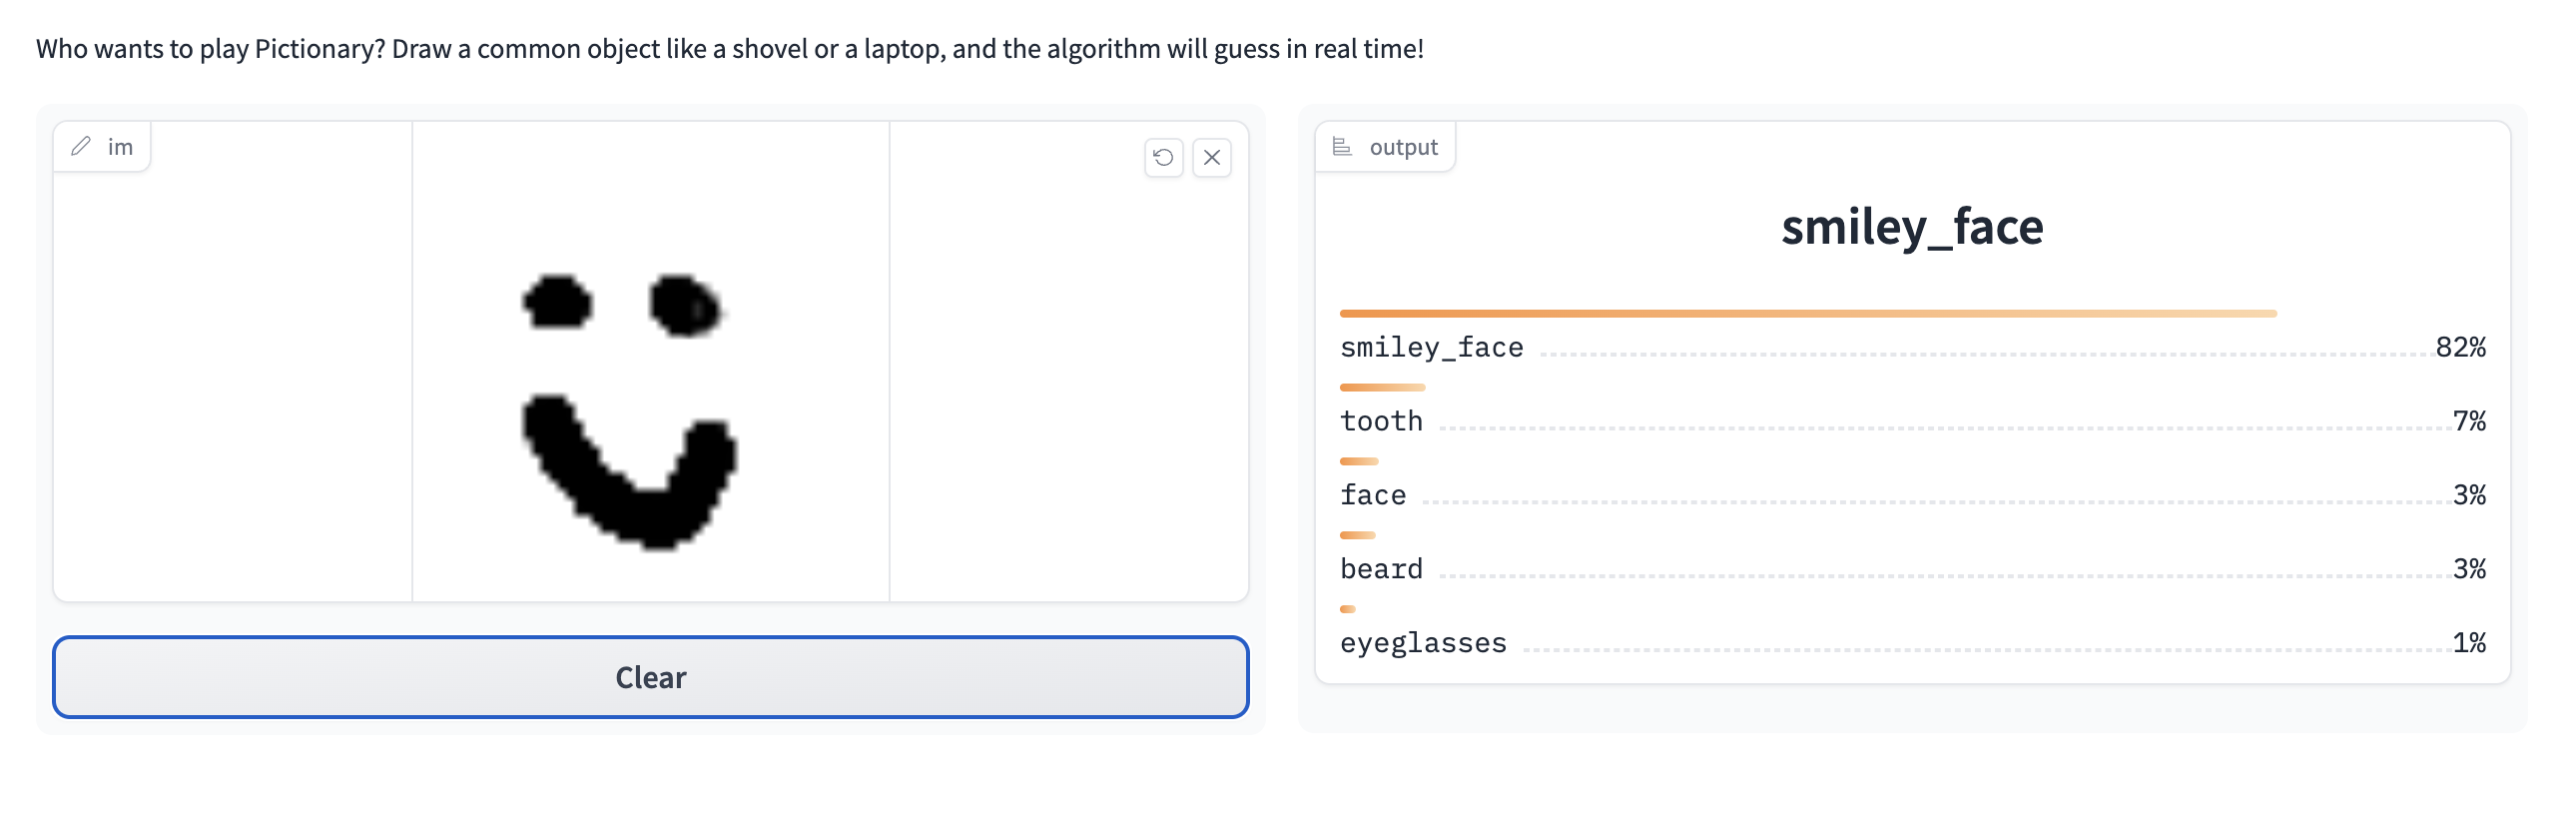 Who wants to play Pictionary? Draw a common object like a shovel or a laptop, and the algorithm will guess in real time!
im
Clear
output
smiley_face
smiley_face 82%
tooth 7%
face 3%
beard 3%
eyeglasses 1%